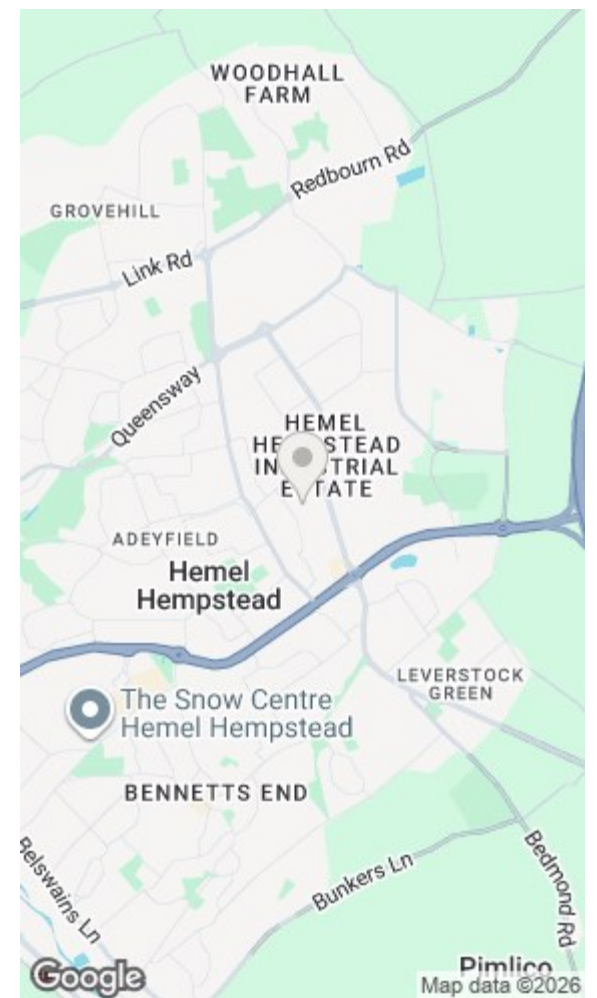 WOODHALL
FARM
Redbourn Rd
GROVEHILL
Link Rd
Queensway
HEMEL
HEMPSTEAD
INDUSTRIAL
ESTATE
ADEYFIELD
Hemel
Hempstead
LEVERSTOCK
GREEN
The Snow Centre
Hemel Hempstead
BENNETTS END
Belswains Ln
Bunkers Ln
Bedmond Rd
Pimlico
Google
Map data ©2026